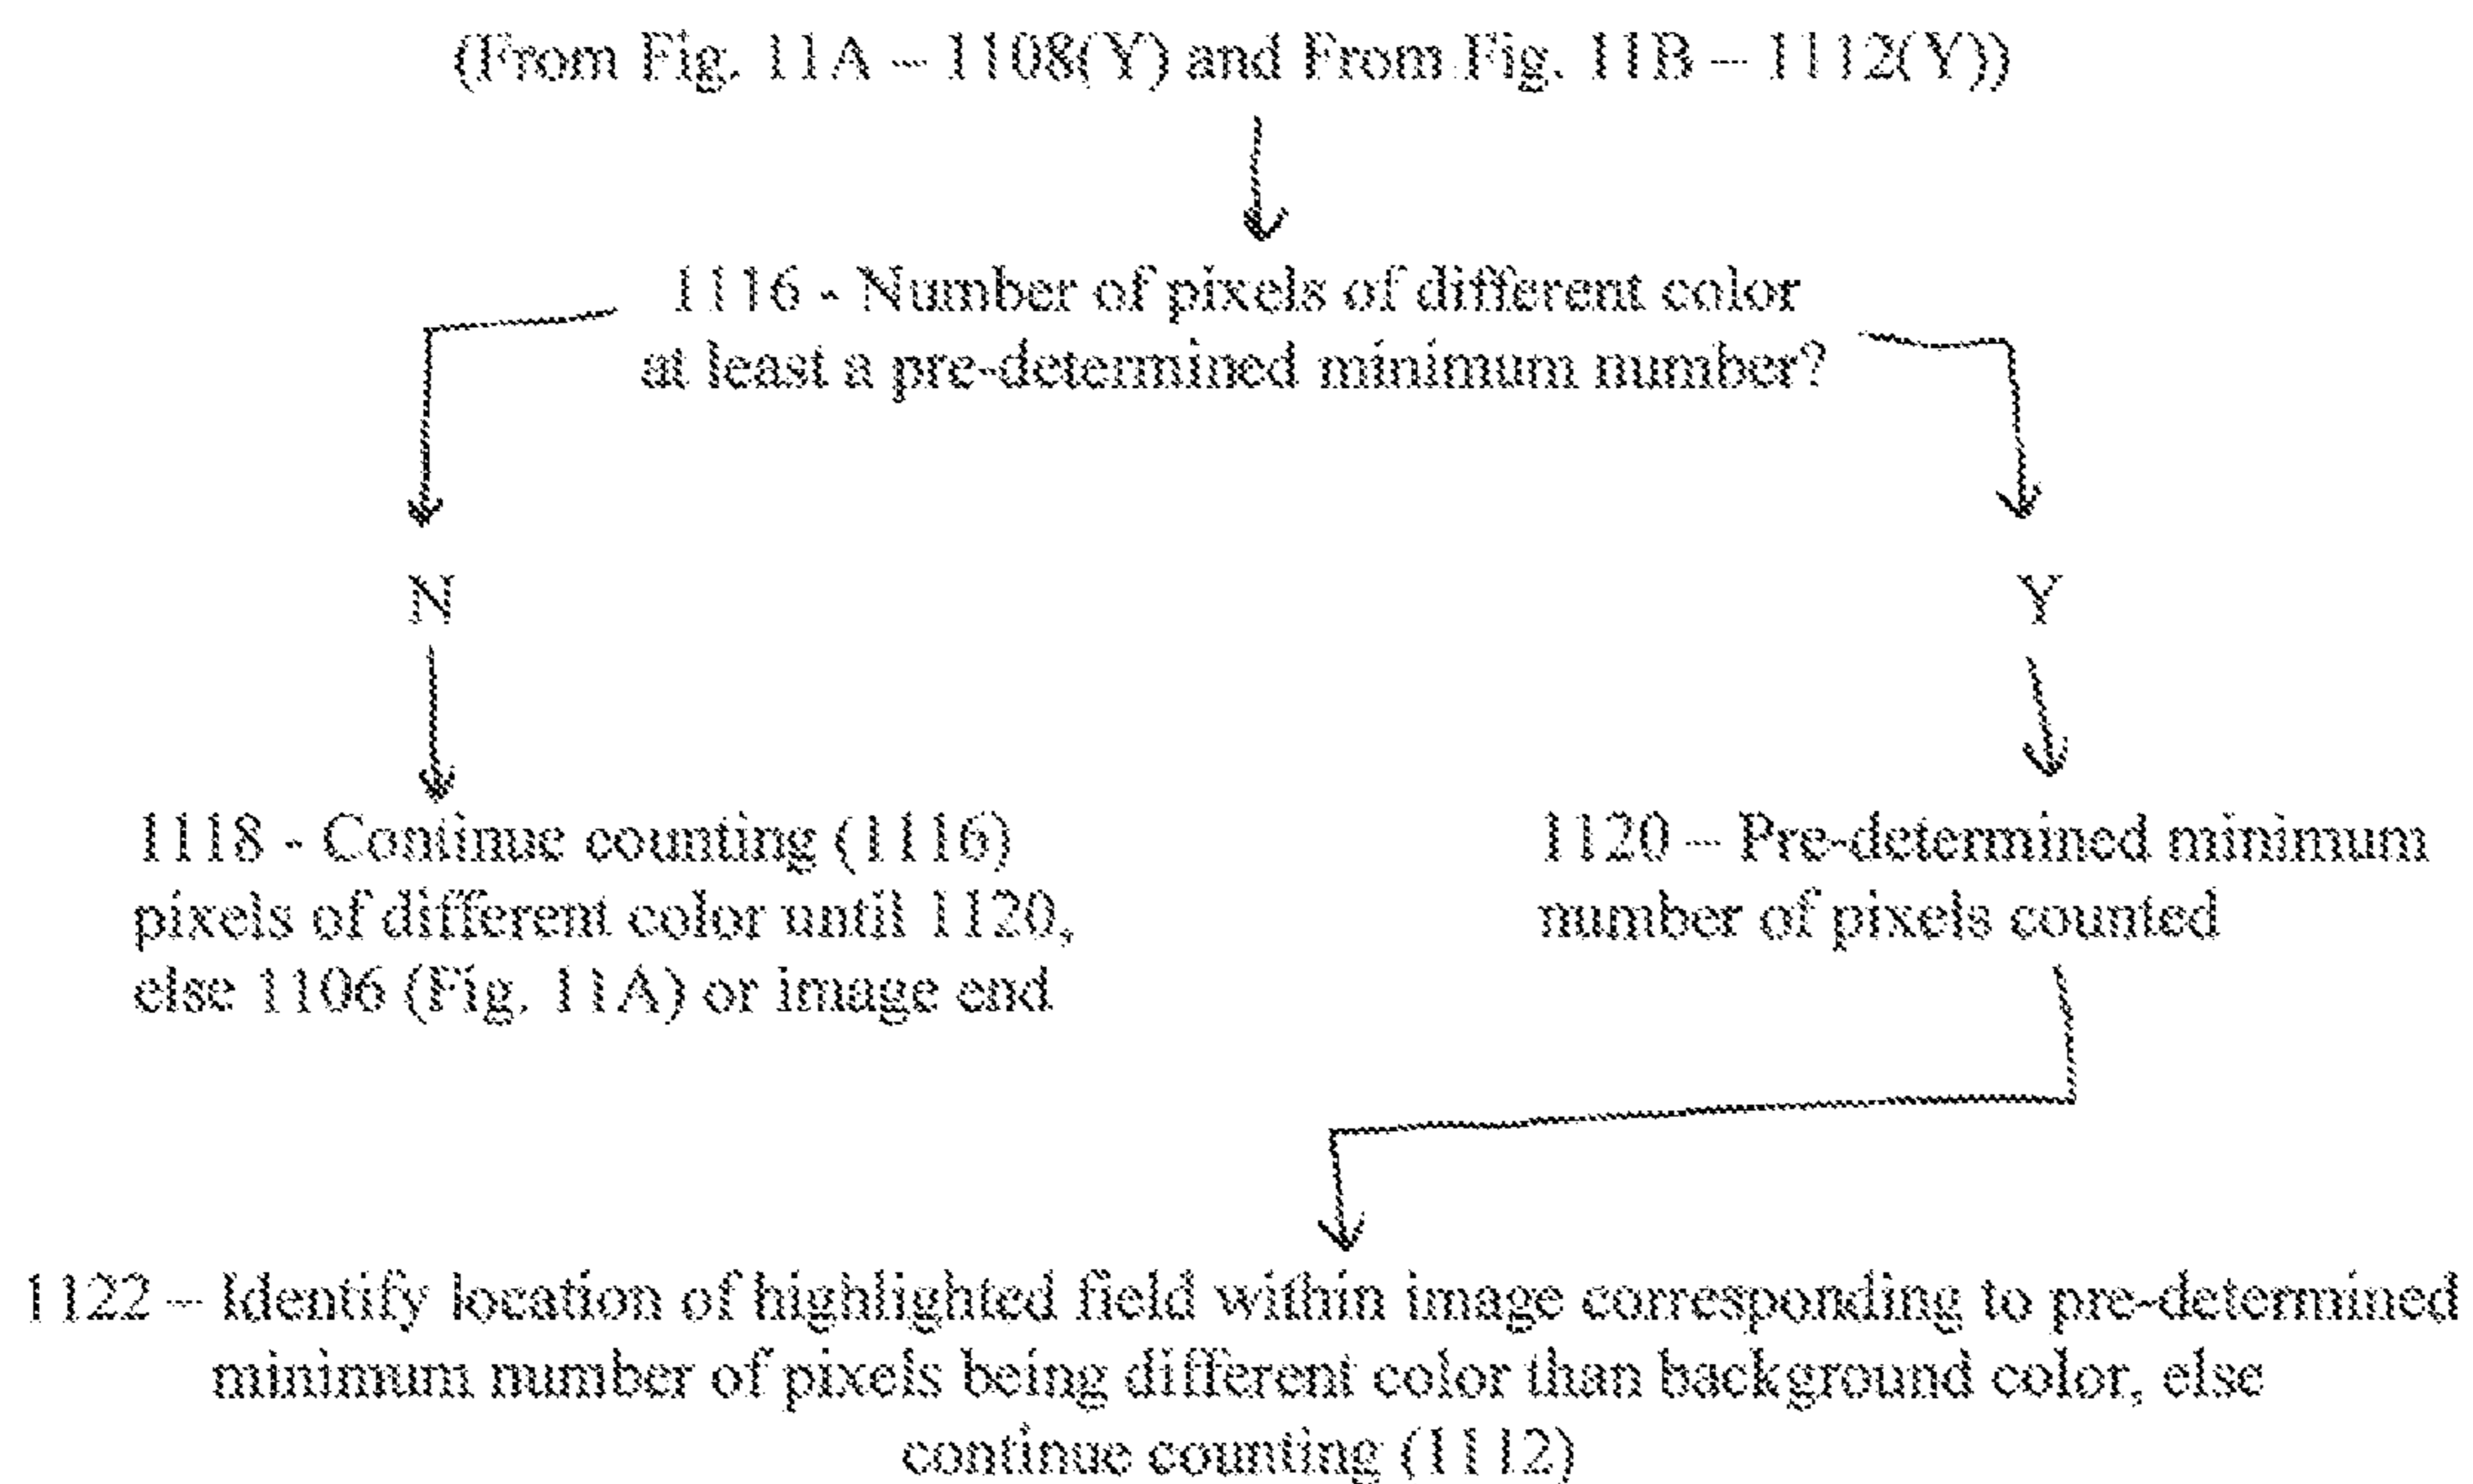 (From Fig. 11A – 1108(Y) and From Fig. 11B – 1112(Y))
1116 - Number of pixels of different color
at least a pre-determined minimum number?
N
Y
1118 - Continue counting (1116)
pixels of different color until 1120,
else 1106 (Fig. 11A) or image end
1120 – Pre-determined minimum
number of pixels counted
1122 – Identify location of highlighted field within image corresponding to pre-determined
minimum number of pixels being different color than background color, else
continue counting (1112)